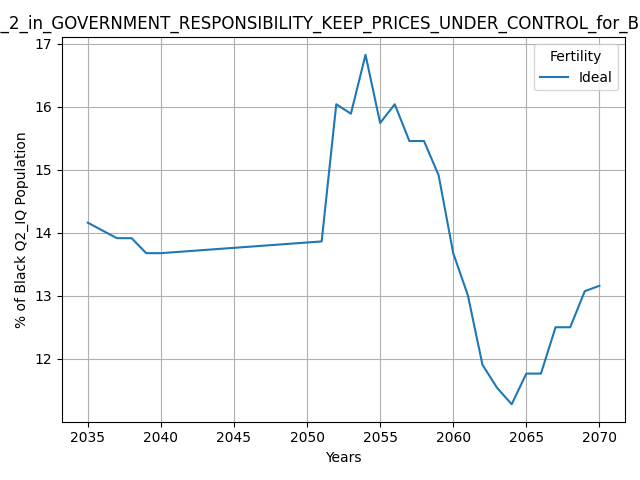 _2_in_GOVERNMENT_RESPONSIBILITY_KEEP_PRICES_UNDER_CONTROL_for_B
Fertility
Ideal
% of Black Q2_IQ Population
17
16
15
14
13
12
2035 2040 2045 2050 2055 2060 2065 2070
Years